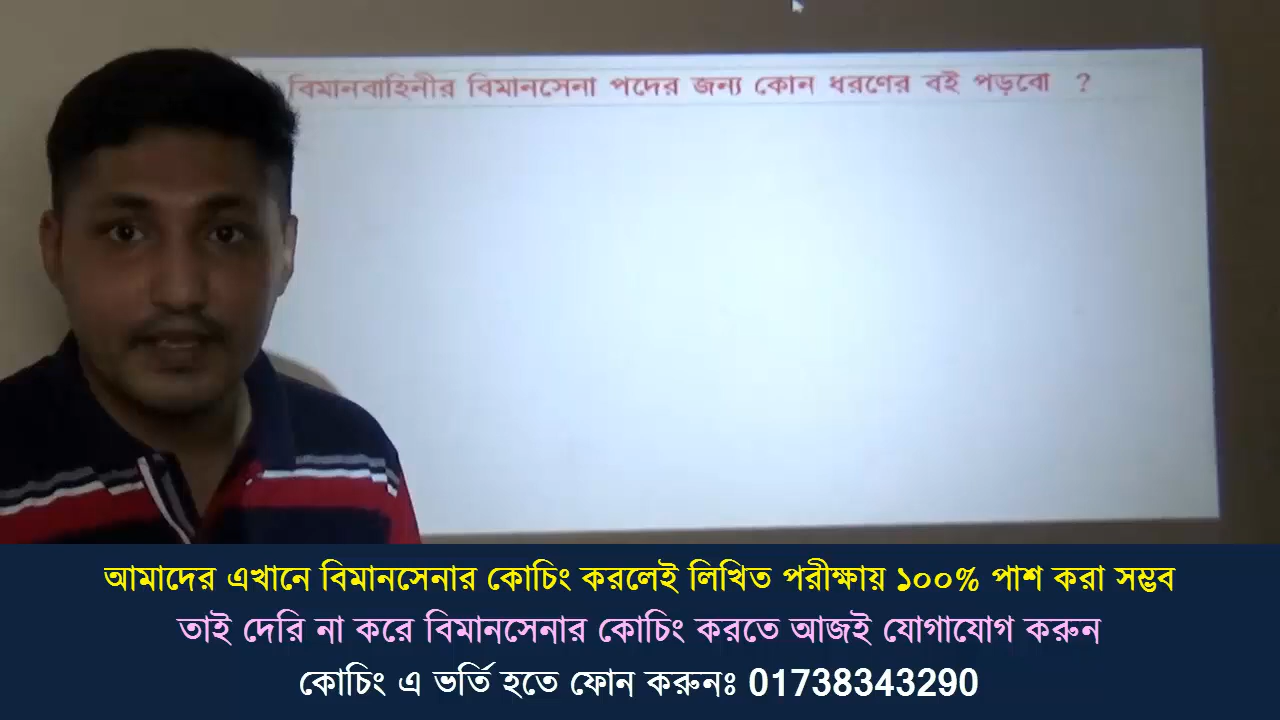 বিমানবাহিনীর বিমানসেনা পদের জন্য কোন ধরণের বই পড়বো ?
আমাদের এখানে বিমানসেনার কোচিং করলেই লিখিত পরীক্ষায় ১০০% পাশ করা সম্ভব
তাই দেরি না করে বিমানসেনার কোচিং করতে আজই যোগাযোগ করুন
কোচিং এ ভর্তি হতে ফোন করুনঃ 01738343290